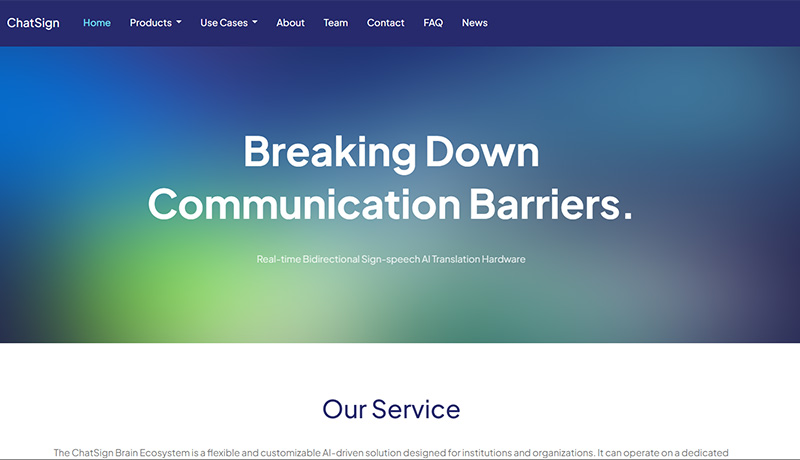 ChatSign Home Products Use Cases About Team Contact FAQ News
Breaking Down
Communication Barriers.
Real-time Bidirectional Sign-speech AI Translation Hardware
Our Service
The ChatSign Brain Ecosystem is a flexible and customizable AI-driven solution designed for institutions and organizations. It can operate on a dedicated